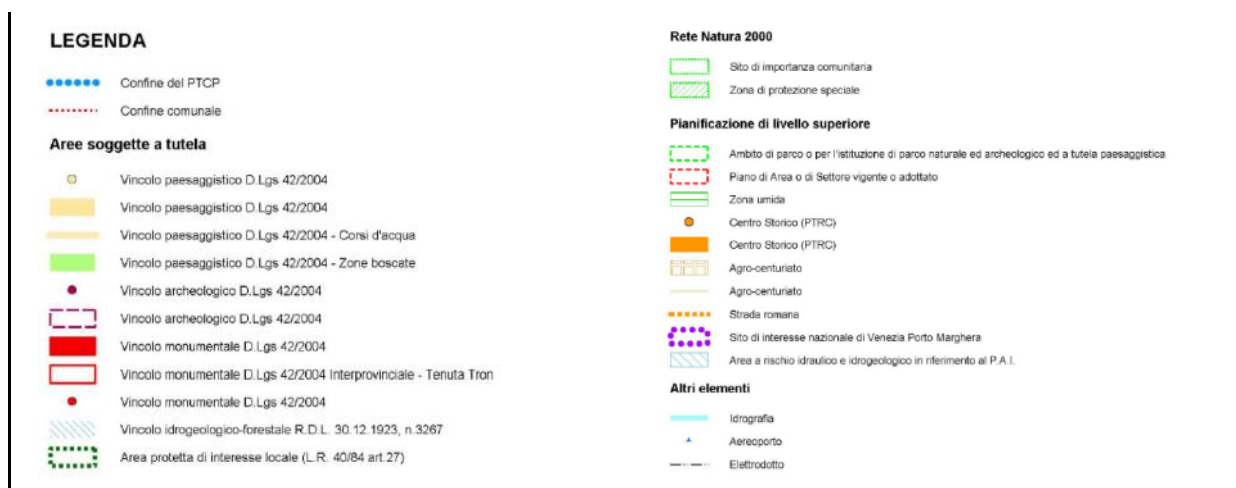 LEGENDA
Confine del PTCP
Confine comunale
Aree soggette a tutela
Vincolo paesaggistico D.Lgs 42/2004
Vincolo paesaggistico D.Lgs 42/2004
Vincolo paesaggistico D.Lgs 42/2004 - Corsi d'acqua
Vincolo paesaggistico D.Lgs 42/2004 - Zone boscate
Vincolo archeologico D.Lgs 42/2004
Vincolo archeologico D.Lgs 42/2004
Vincolo monumentale D.Lgs 42/2004
Vincolo monumentale D.Lgs 42/2004 Interprovinciale - Tenuta Tron
Vincolo monumentale D.Lgs 42/2004
Vincolo idrogeologico-forestale R.D.L. 30.12.1923, n.3267
Area protetta di interesse locale (L.R. 40/84 art.27)
Rete Natura 2000
Sito di importanza comunitaria
Zona di protezione speciale
Pianificazione di livello superiore
Ambito di parco o per l'istituzione di parco naturale ed archeologico ed a tutela paesaggistica
Piano di Area o di Settore vigente o adottato
Zona umida
Centro Storico (PTRC)
Centro Storico (PTRC)
Agro-centuriato
Agro-centuriato
Strada romana
Sito di interesse nazionale di Venezia Porto Marghera
Area a rischio idraulico e idrogeologico in riferimento al P.A.I.
Altri elementi
Idrografia
Aereoporto
Elettrodotto